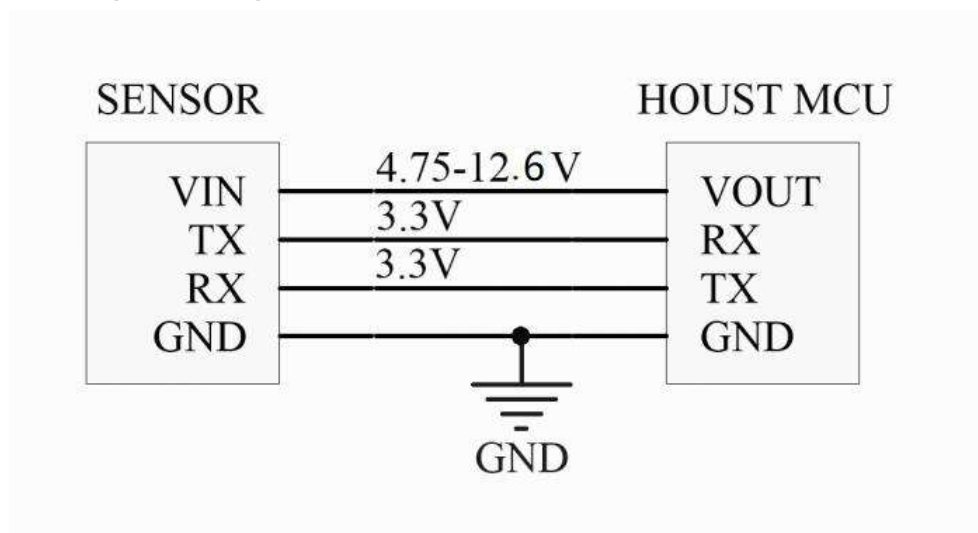 SENSOR HOUST MCU
4.75-12.6 V
VIN VOUT
3.3V
TX RX
3.3V
RX TX
GND GND
GND